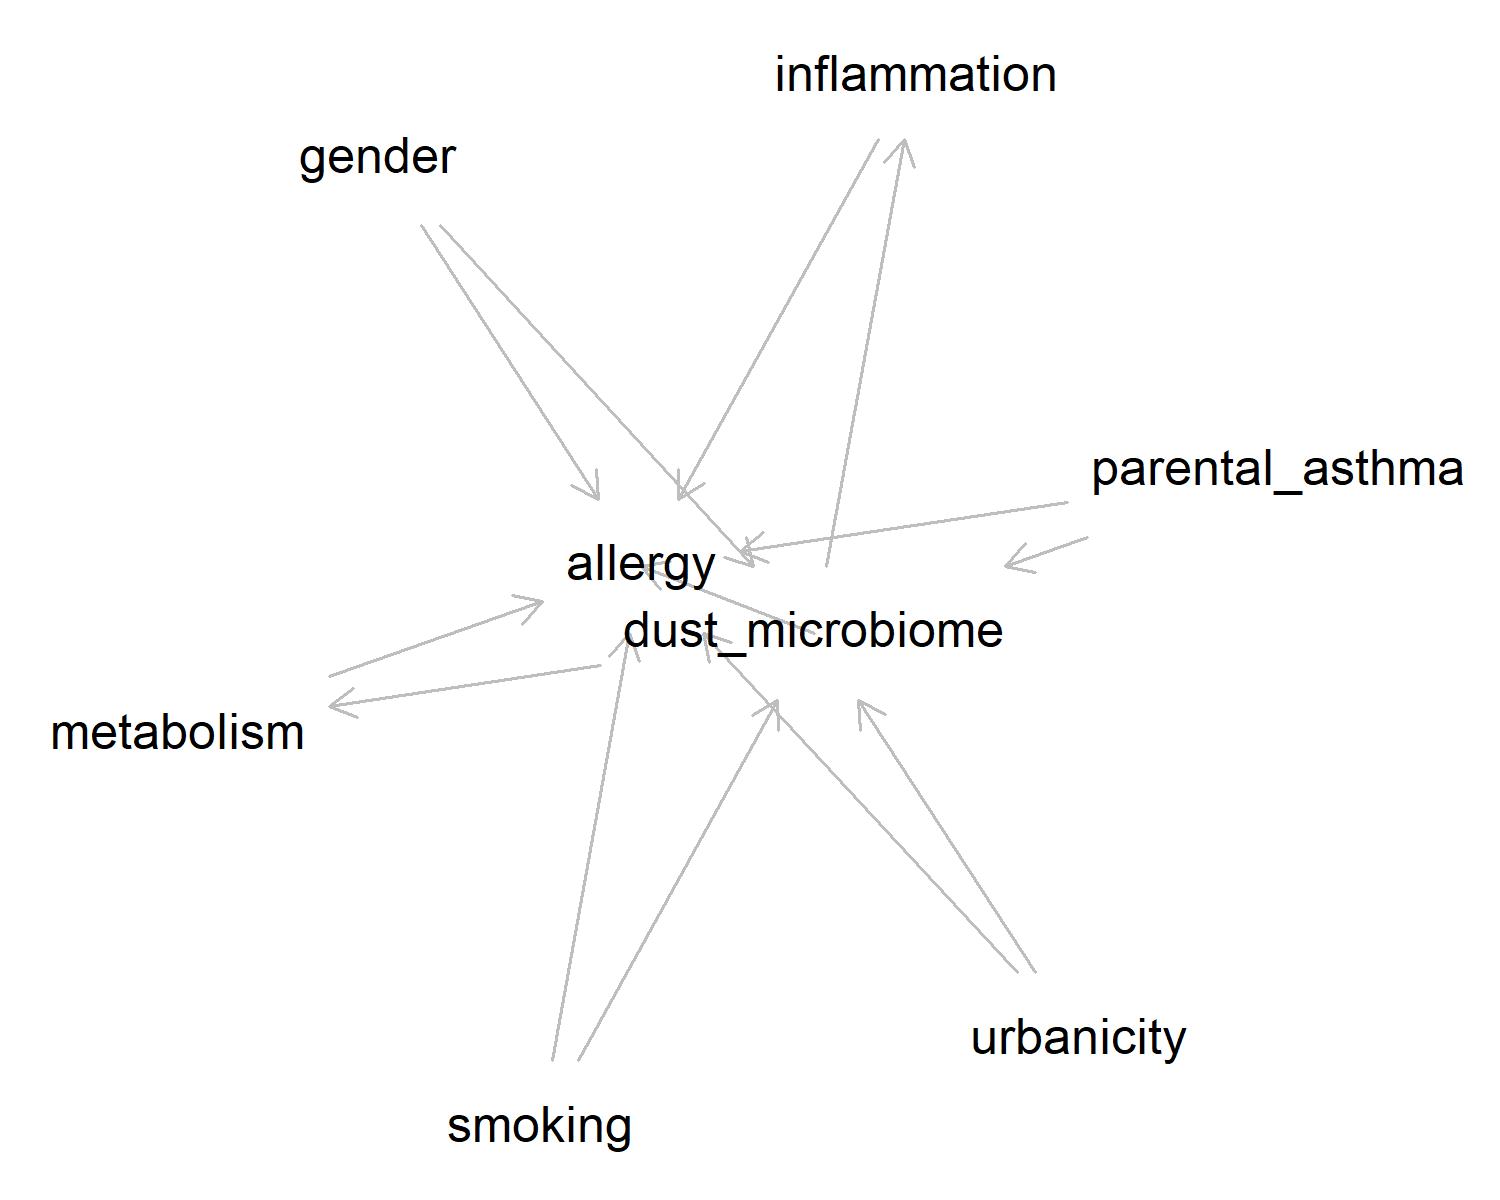 inflammation
gender
parental_asthma
allergy
dust_microbiome
metabolism
urbanicity
smoking